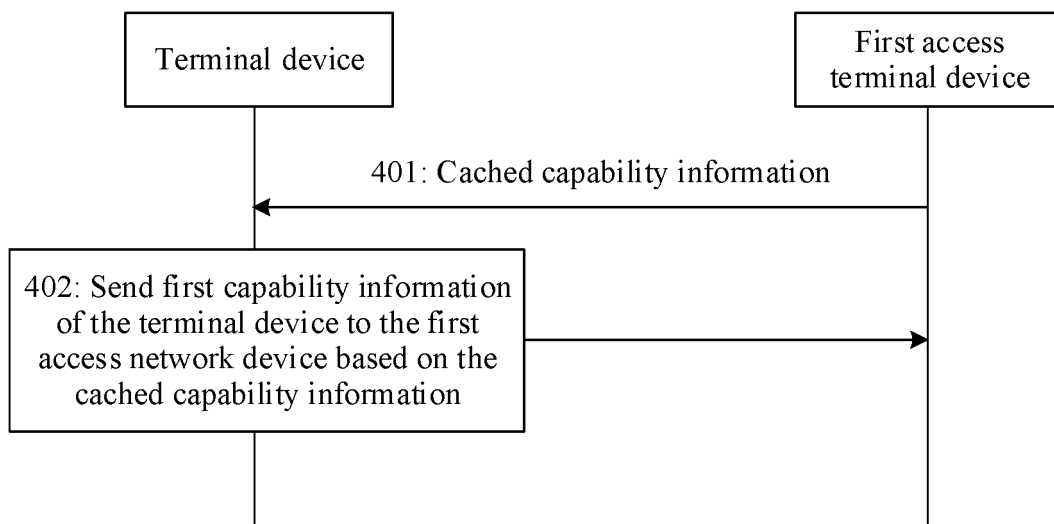 Terminal device
First access
terminal device
401: Cached capability information
402: Send first capability information
of the terminal device to the first
access network device based on the
cached capability information